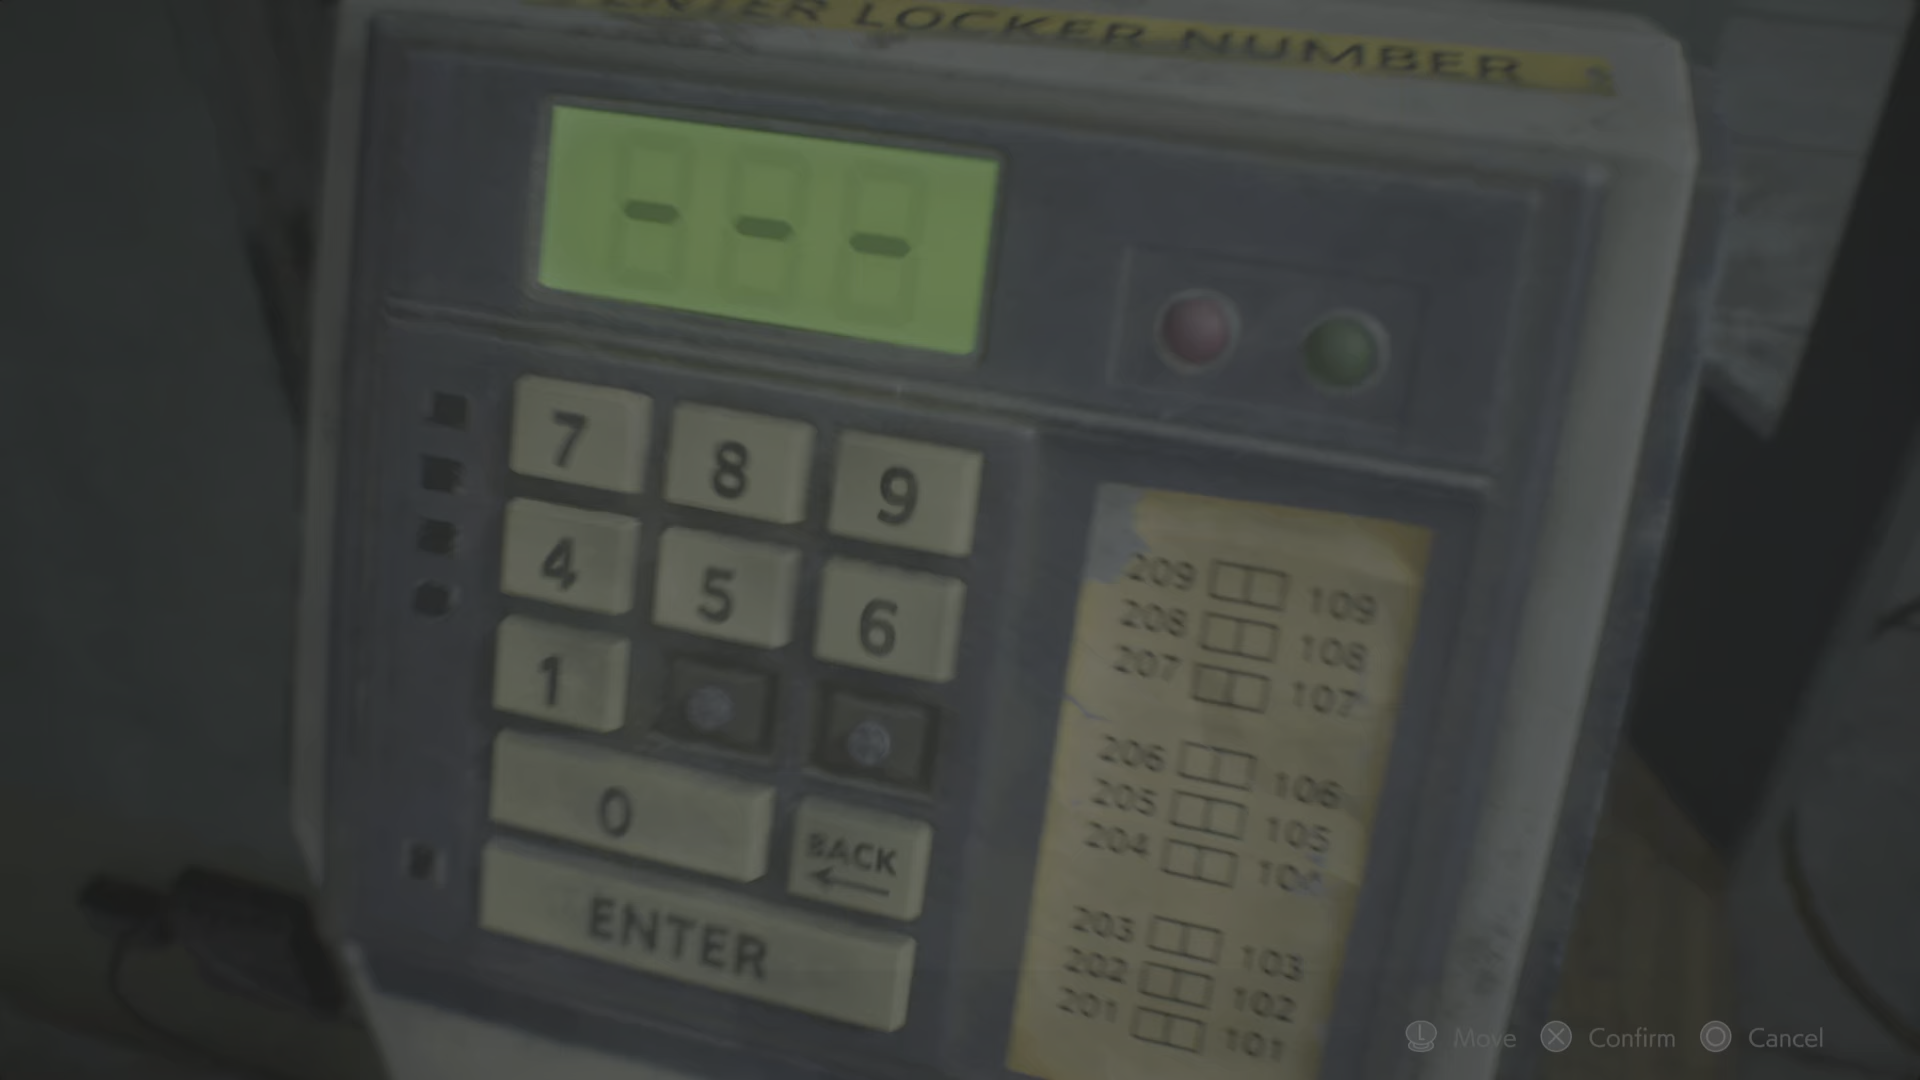 ENTER LOCKER NUMBER
- - -
7 8 9
4 5 6
1
0 BACK
ENTER
209 109
208 108
207 107
206 106
205 105
204
203 103
202 102
201 101
Move Confirm Cancel